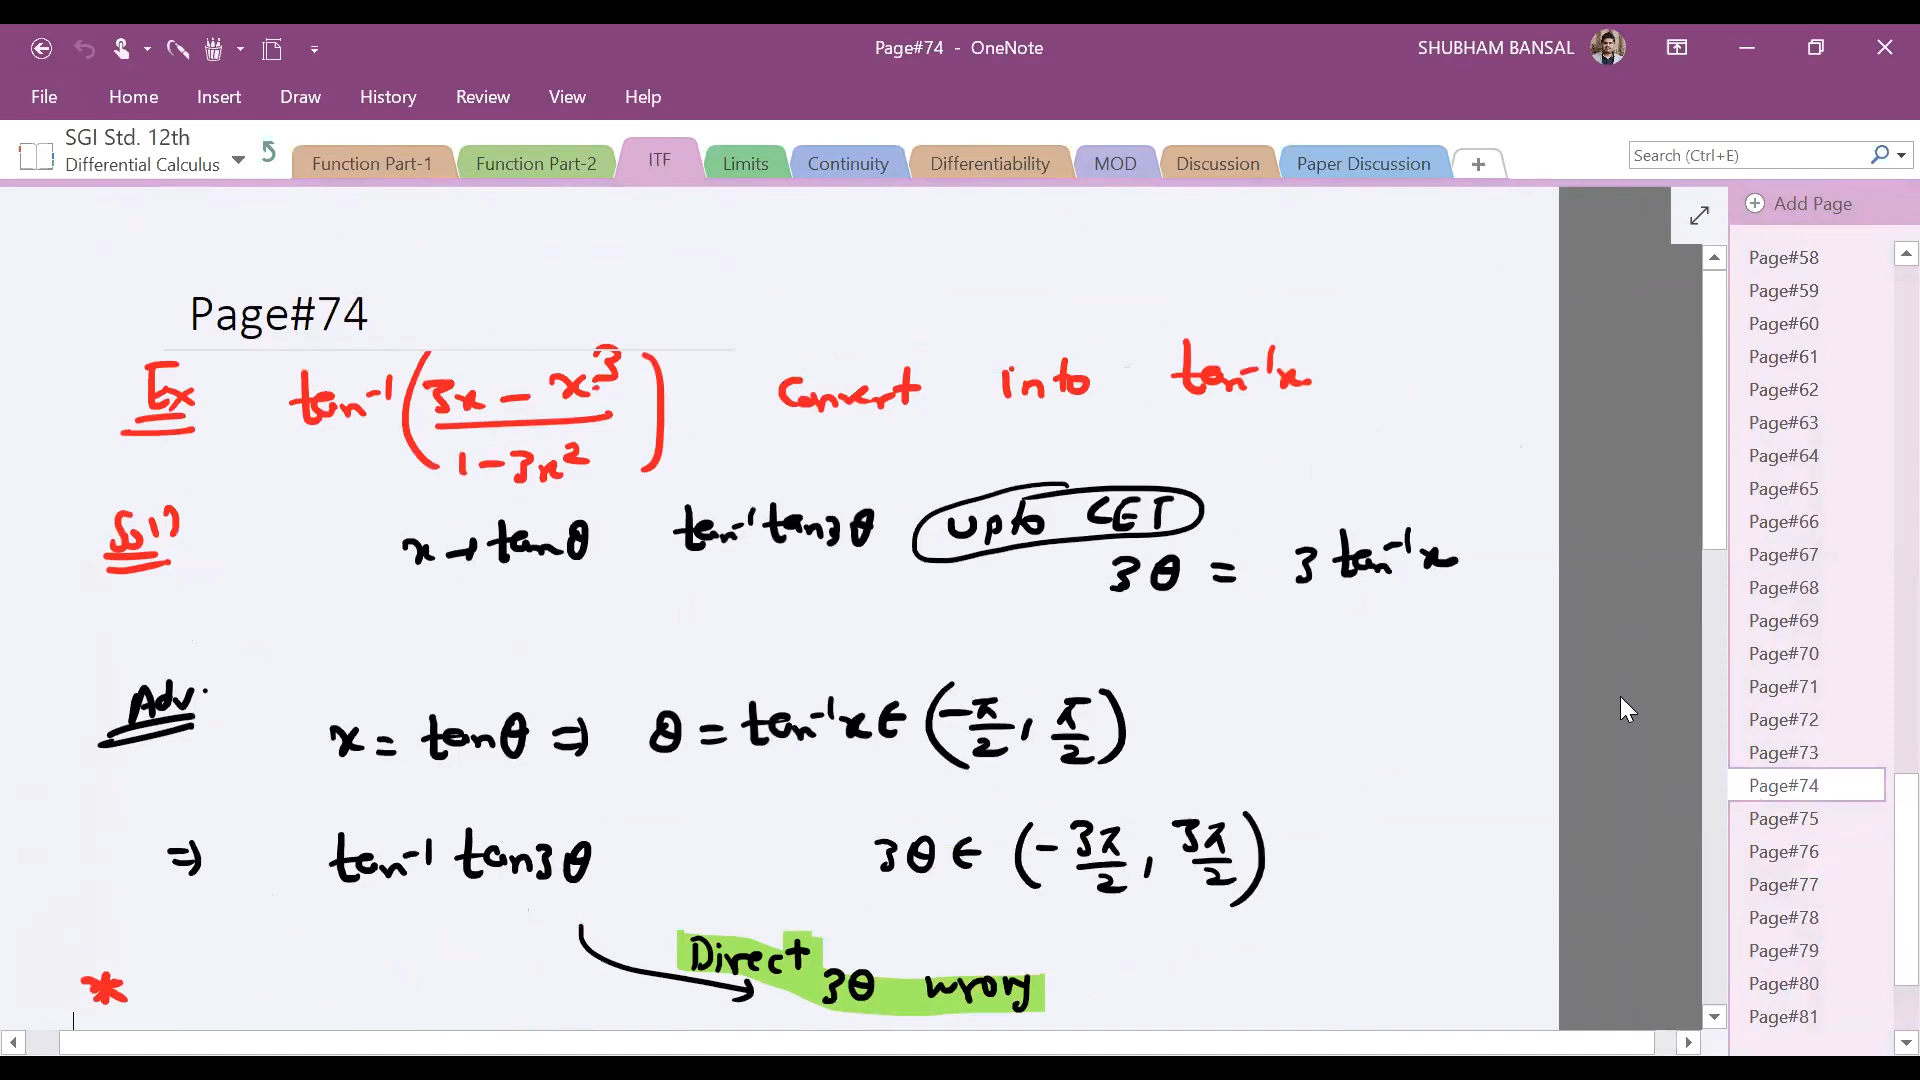 Page#74 - OneNote
SHUBHAM BANSAL
File Home Insert Draw History Review View Help
SGI Std. 12th
Differential Calculus
Function Part-1 Function Part-2 ITF Limits Continuity Differentiability MOD Discussion Paper Discussion +
Search (Ctrl+E)
Add Page
Page#58
Page#59
Page#60
Page#61
Page#62
Page#63
Page#64
Page#65
Page#66
Page#67
Page#68
Page#69
Page#70
Page#71
Page#72
Page#73
Page#74
Page#75
Page#76
Page#77
Page#78
Page#79
Page#80
Page#81
Page#74
Ex tan⁻¹((3x - x³)/(1 - 3x²)) convert into tan⁻¹x
Solⁿ x → tanθ tan⁻¹ tan3θ upto CET
3θ = 3 tan⁻¹x
Adv. x = tanθ ⇒ θ = tan⁻¹x ∈ (-π/2, π/2)
⇒ tan⁻¹ tan3θ 3θ ∈ (-3π/2, 3π/2)
Direct 3θ wrong
*